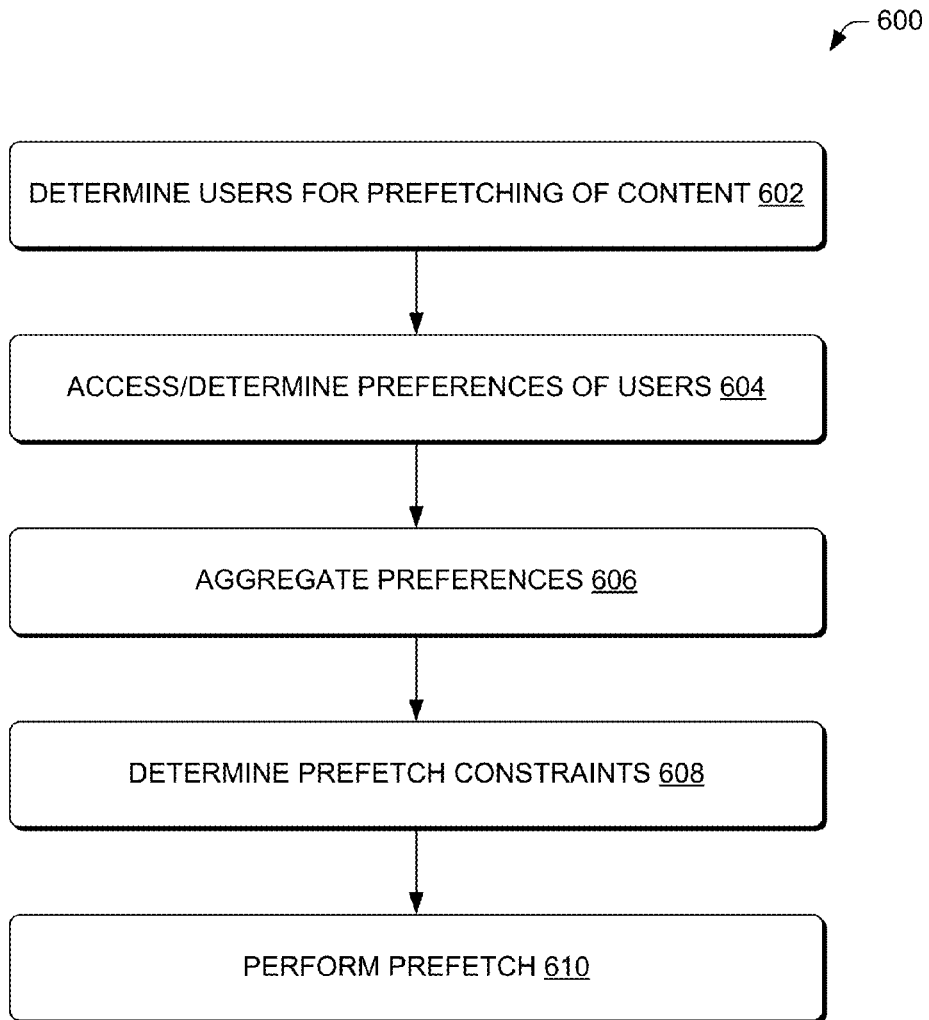 600
DETERMINE USERS FOR PREFETCHING OF CONTENT 602
ACCESS/DETERMINE PREFERENCES OF USERS 604
AGGREGATE PREFERENCES 606
DETERMINE PREFETCH CONSTRAINTS 608
PERFORM PREFETCH 610